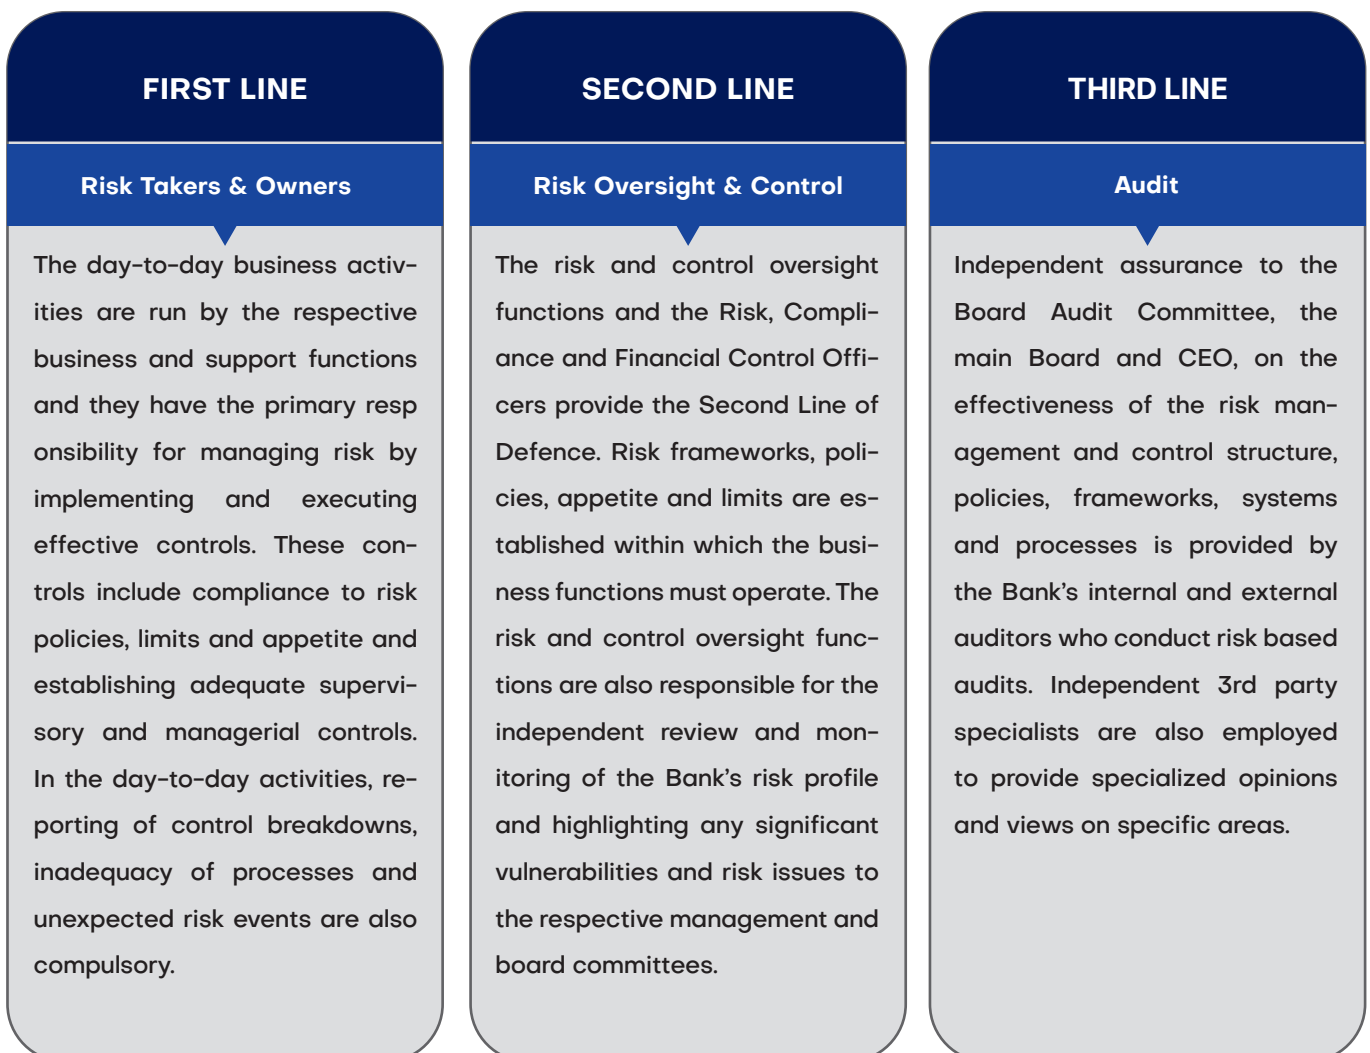 FIRST LINE
Risk Takers & Owners
The day-to-day business activ-
ities are run by the respective
business and support functions
and they have the primary resp
onsibility for managing risk by
implementing and executing
effective controls. These con-
trols include compliance to risk
policies, limits and appetite and
establishing adequate supervi-
sory and managerial controls.
In the day-to-day activities, re-
porting of control breakdowns,
inadequacy of processes and
unexpected risk events are also
compulsory.
SECOND LINE
Risk Oversight & Control
The risk and control oversight
functions and the Risk, Compli-
ance and Financial Control Offi-
cers provide the Second Line of
Defence. Risk frameworks, poli-
cies, appetite and limits are es-
tablished within which the busi-
ness functions must operate. The
risk and control oversight func-
tions are also responsible for the
independent review and mon-
itoring of the Bank's risk profile
and highlighting any significant
vulnerabilities and risk issues to
the respective management and
board committees.
THIRD LINE
Audit
Independent assurance to the
Board Audit Committee, the
main Board and CEO, on the
effectiveness of the risk man-
agement and control structure,
policies, frameworks, systems
and processes is provided by
the Bank's internal and external
auditors who conduct risk based
audits. Independent 3rd party
specialists are also employed
to provide specialized opinions
and views on specific areas.